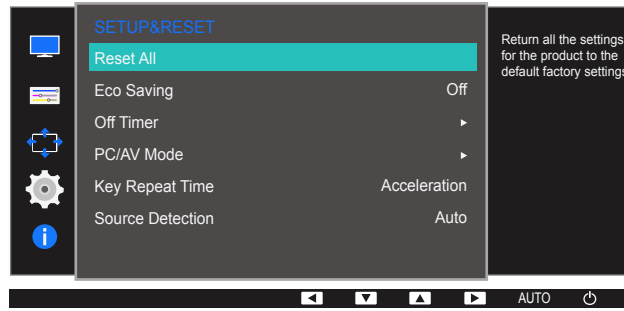 SETUP&RESET
Reset All
Eco Saving Off
Off Timer
PC/AV Mode
Key Repeat Time Acceleration
Source Detection Auto
Return all the settings
for the product to the
default factory settings
AUTO